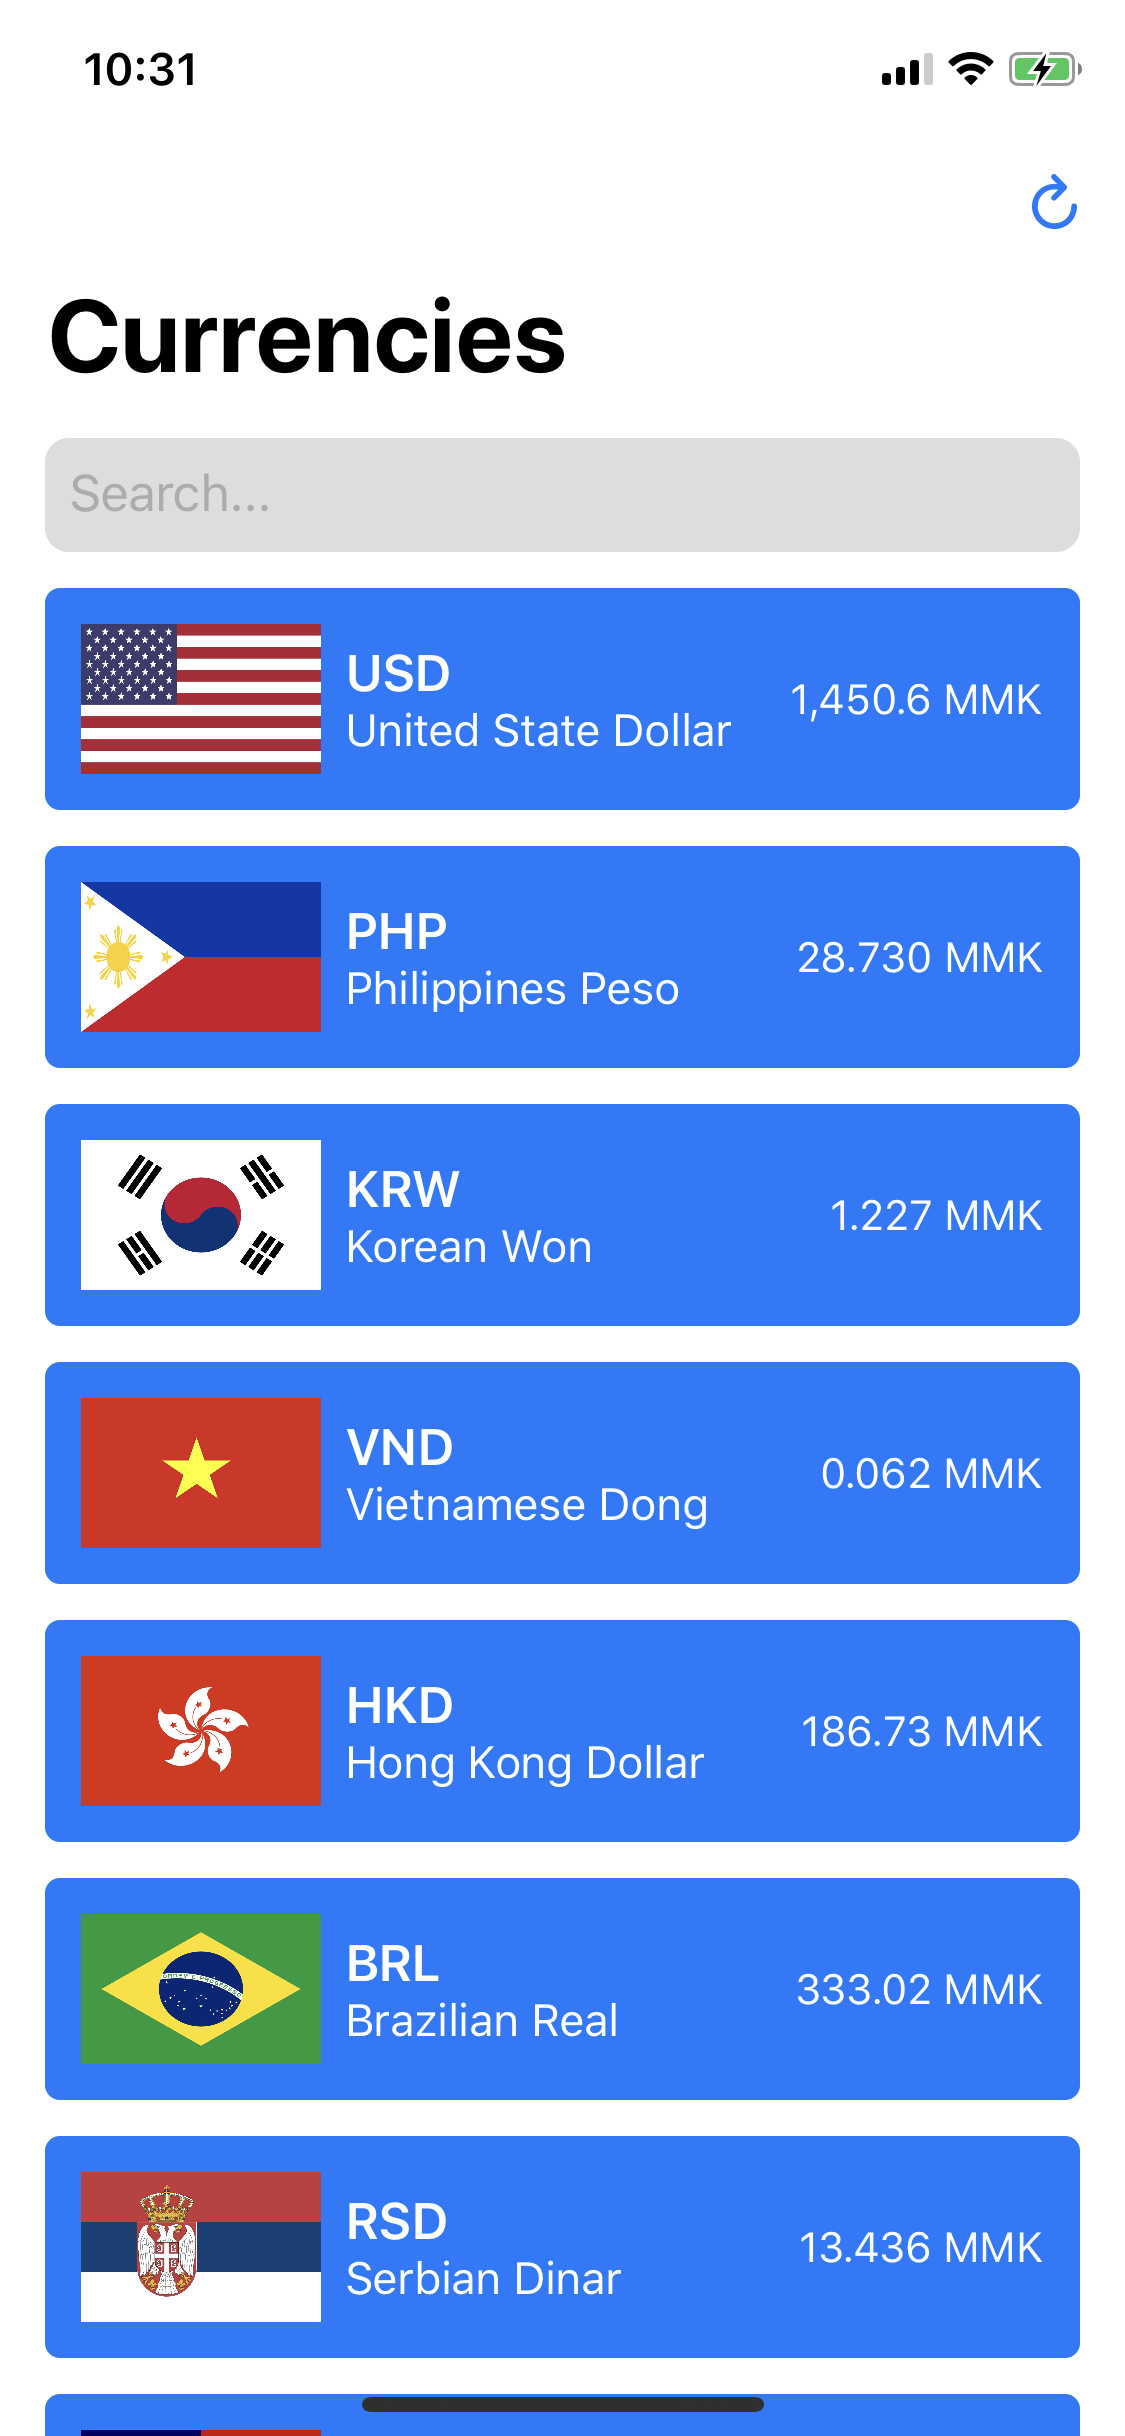 10:31
Currencies
Search...
USD
United State Dollar
1,450.6 MMK
PHP
Philippines Peso
28.730 MMK
KRW
Korean Won
1.227 MMK
VND
Vietnamese Dong
0.062 MMK
HKD
Hong Kong Dollar
186.73 MMK
BRL
Brazilian Real
333.02 MMK
RSD
Serbian Dinar
13.436 MMK